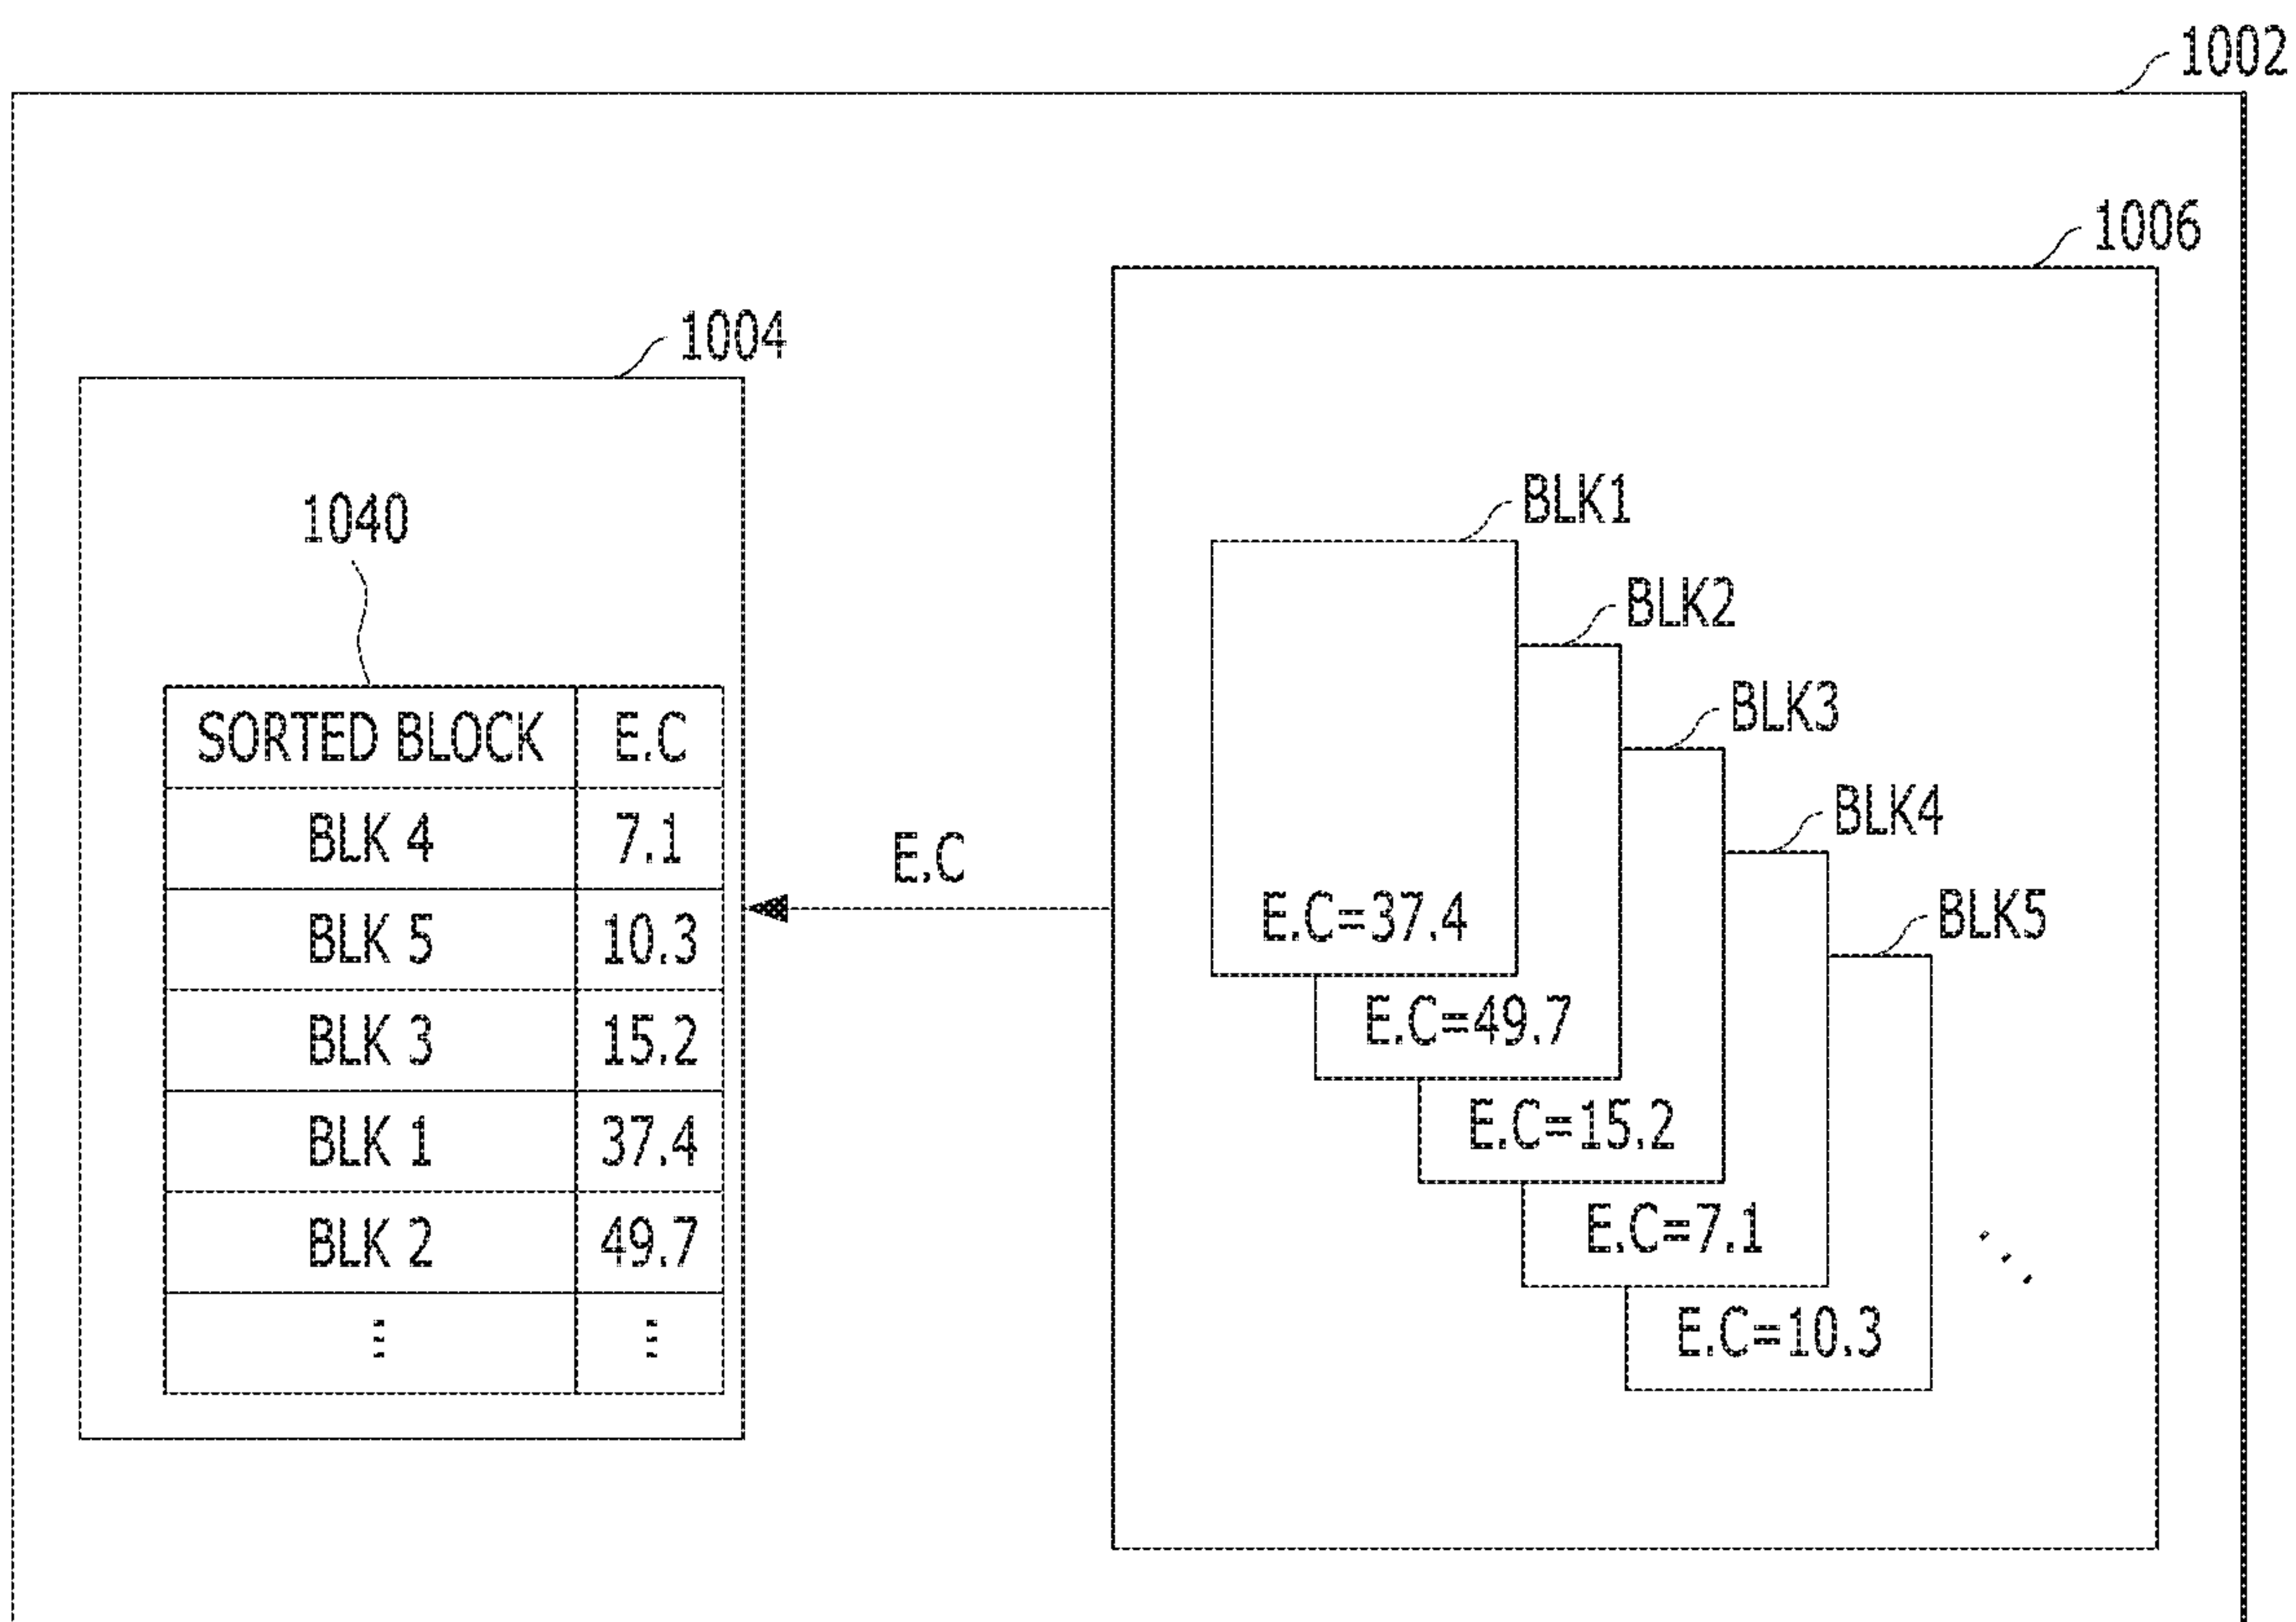 1002
1006
1004
1040
SORTED BLOCK E.C
BLK 4 7.1
BLK 5 10.3
BLK 3 15.2
BLK 1 37.4
BLK 2 49.7
⋮ ⋮
E.C
BLK1
BLK2
BLK3
BLK4
BLK5
E.C=37.4
E.C=49.7
E.C=15.2
E.C=7.1
E.C=10.3